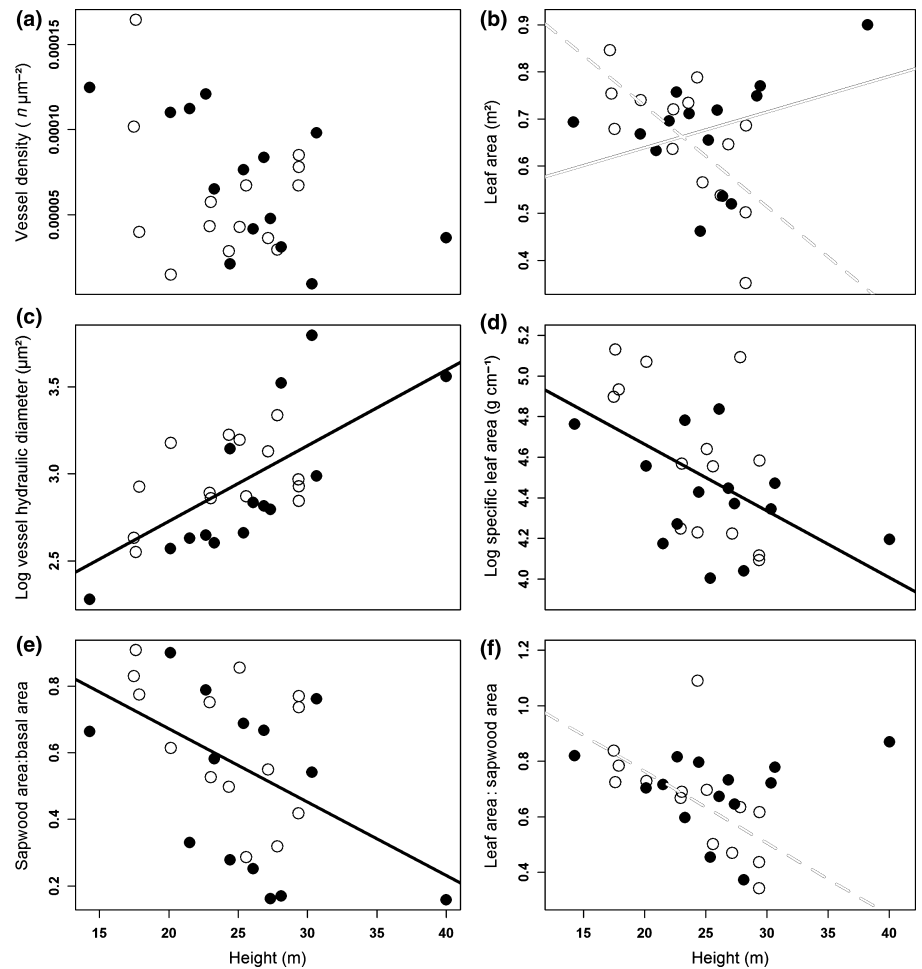 (a)
Vessel density ( n µm⁻²)
0.00015
0.00010
0.00005
(b)
Leaf area (m²)
0.9
0.8
0.7
0.6
0.5
0.4
(c)
Log vessel hydraulic diameter (µm²)
3.5
3.0
2.5
(d)
Log specific leaf area (g cm⁻¹)
5.2
5.0
4.8
4.6
4.4
4.2
4.0
(e)
Sapwood area:basal area
0.8
0.6
0.4
0.2
15 20 25 30 35 40
Height (m)
(f)
Leaf area : sapwood area
1.2
1.0
0.8
0.6
0.4
15 20 25 30 35 40
Height (m)